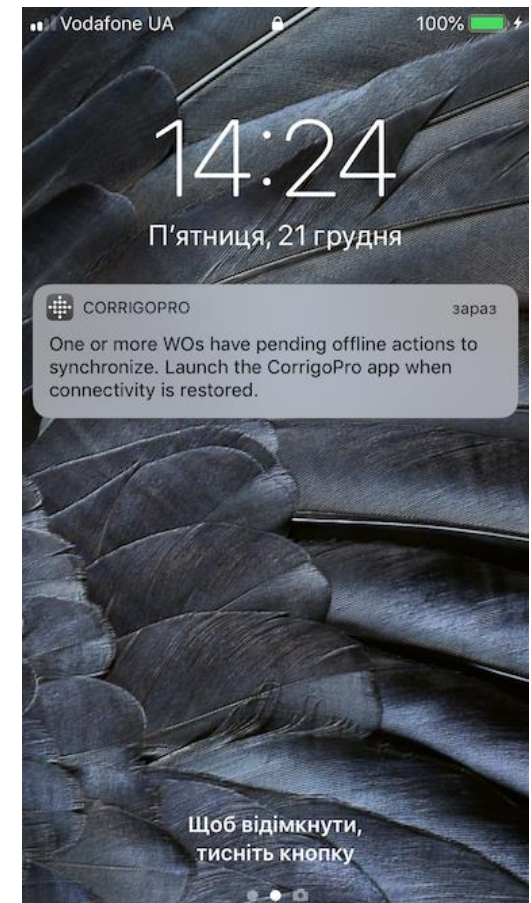 Vodafone UA
100%
14:24
П’ятниця, 21 грудня
CORRIGOPRO
зараз
One or more WOs have pending offline actions to
synchronize. Launch the CorrigoPro app when
connectivity is restored.
Щоб відімкнути,
тисніть кнопку